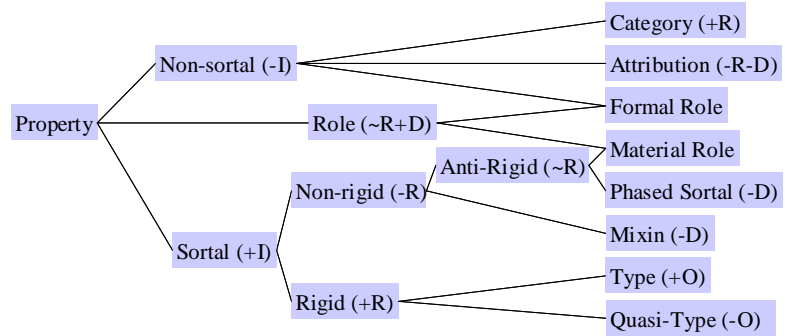 Category (+R)
Non-sortal (-I)
Attribution (-R-D)
Formal Role
Property
Role (~R+D)
Material Role
Anti-Rigid (~R)
Non-rigid (-R)
Phased Sortal (-D)
Mixin (-D)
Sortal (+I)
Type (+O)
Rigid (+R)
Quasi-Type (-O)